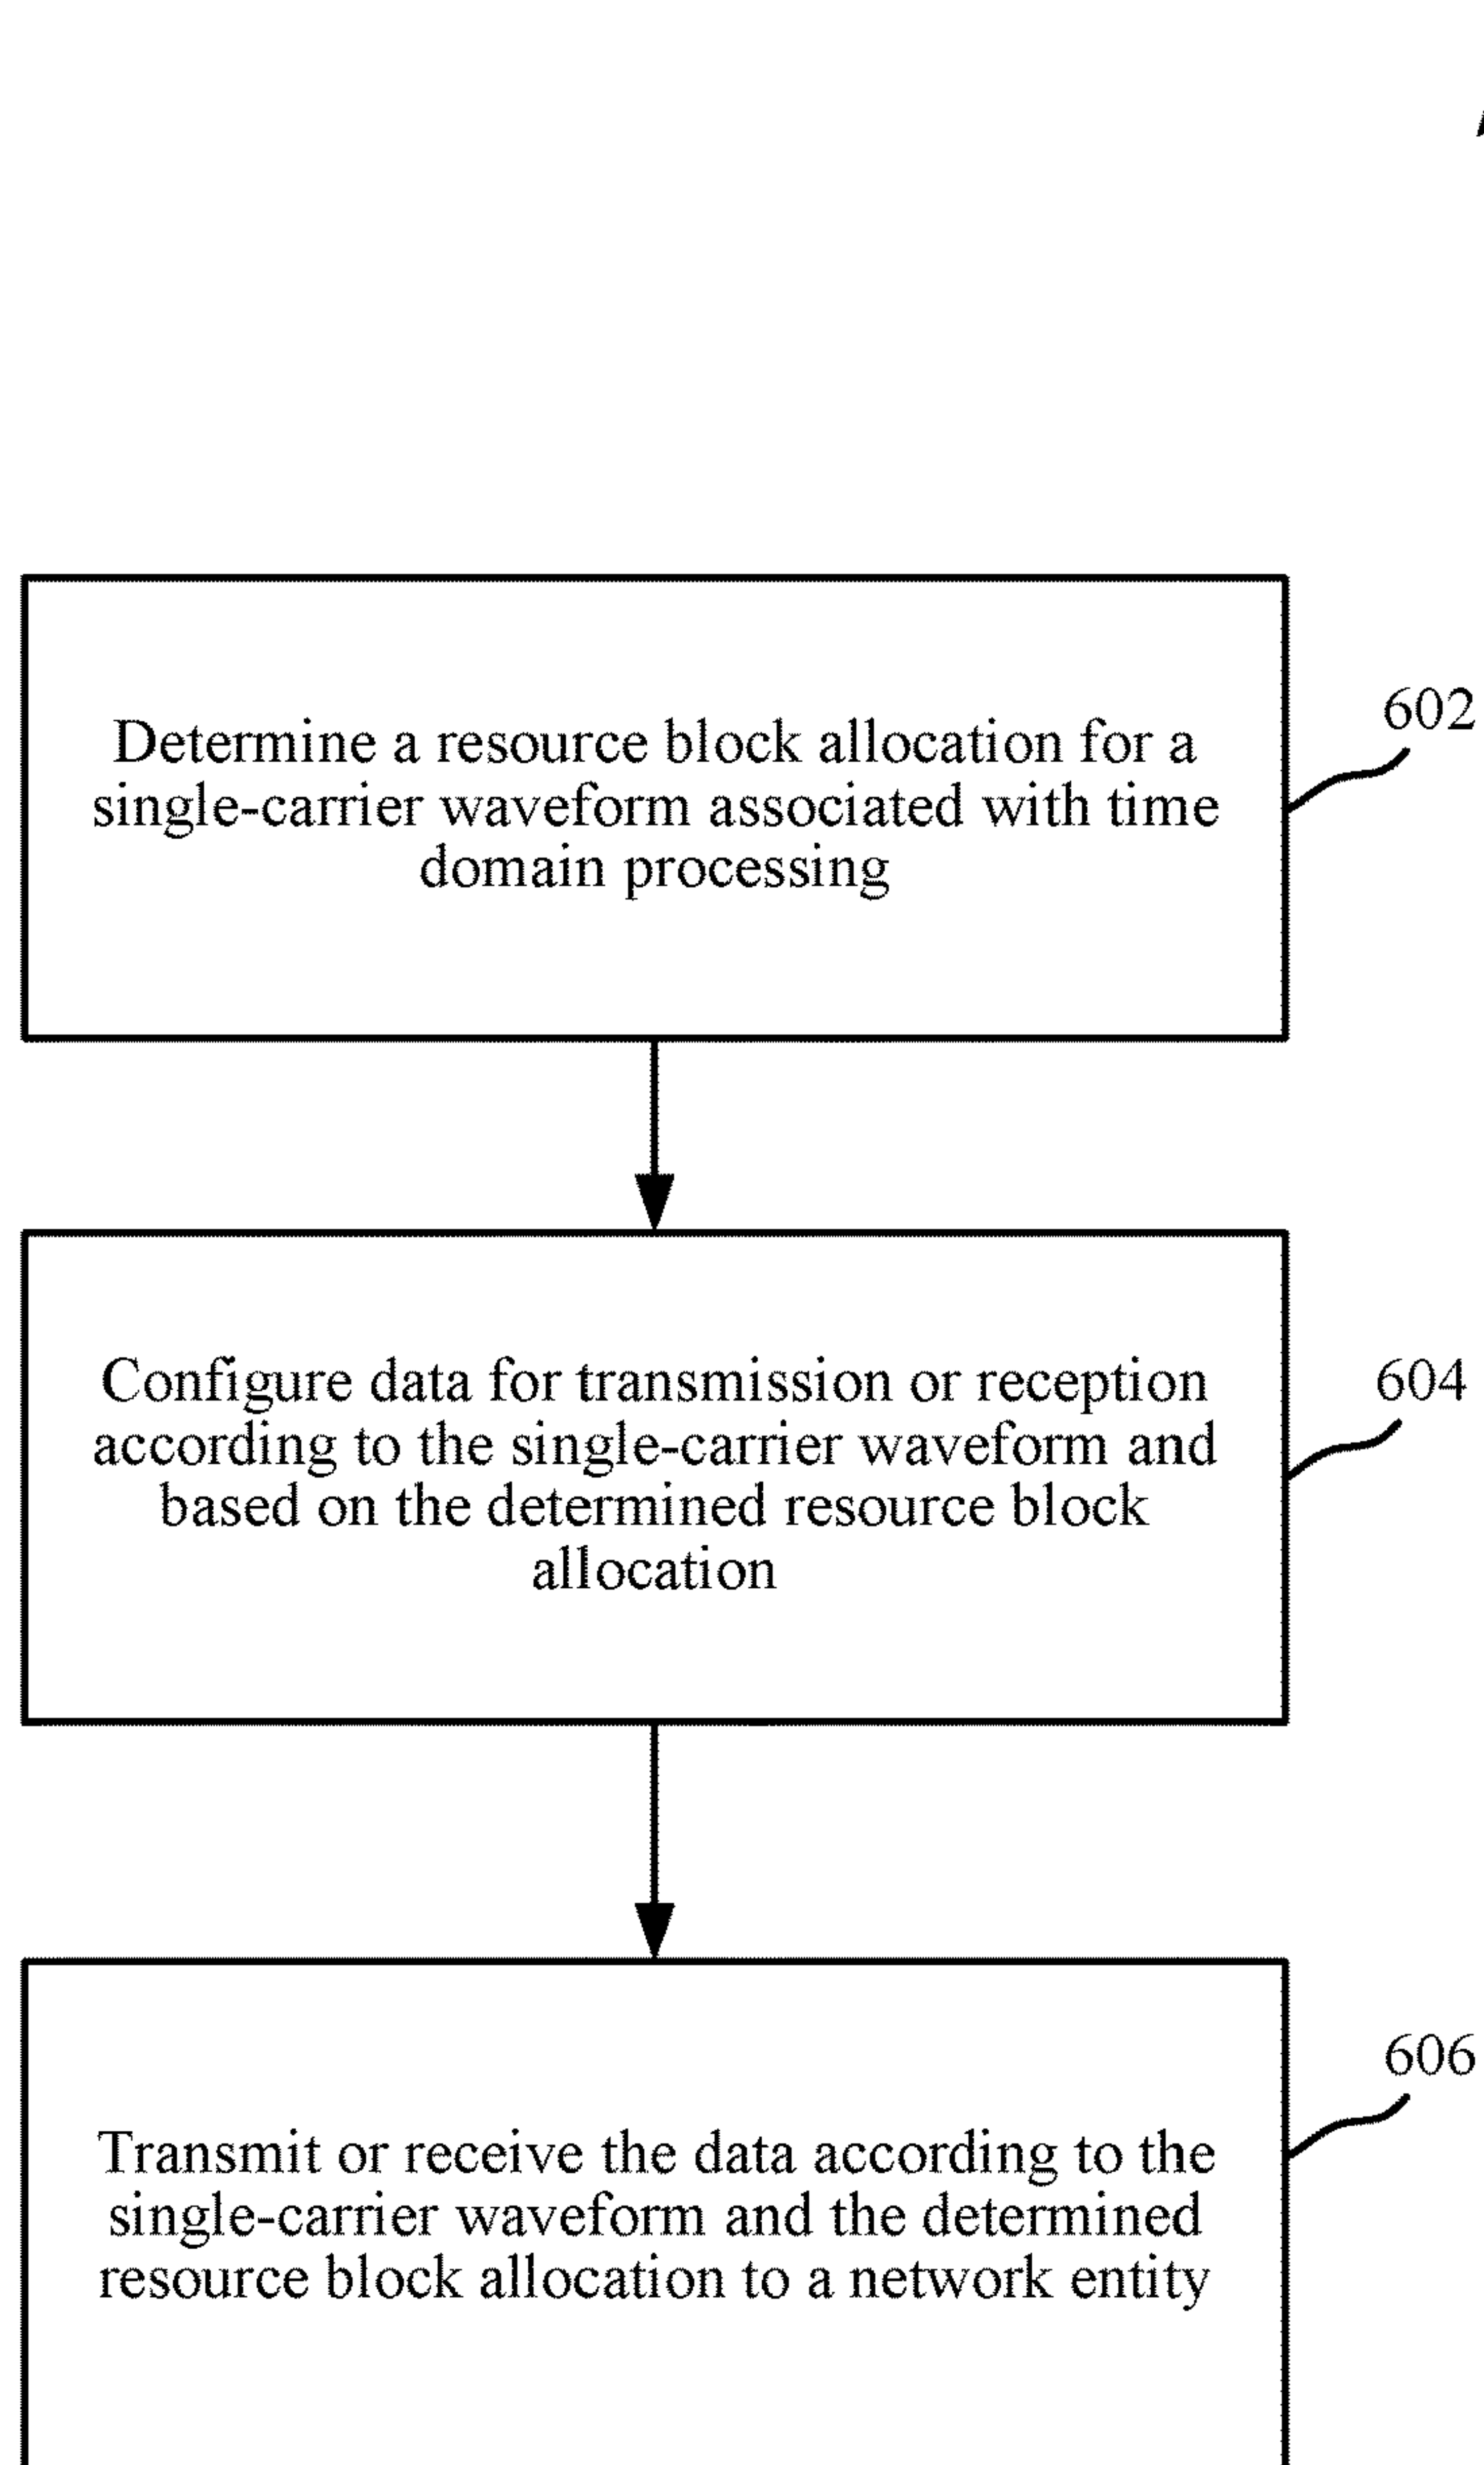 602
Determine a resource block allocation for a
single-carrier waveform associated with time
domain processing
604
Configure data for transmission or reception
according to the single-carrier waveform and
based on the determined resource block
allocation
606
Transmit or receive the data according to the
single-carrier waveform and the determined
resource block allocation to a network entity